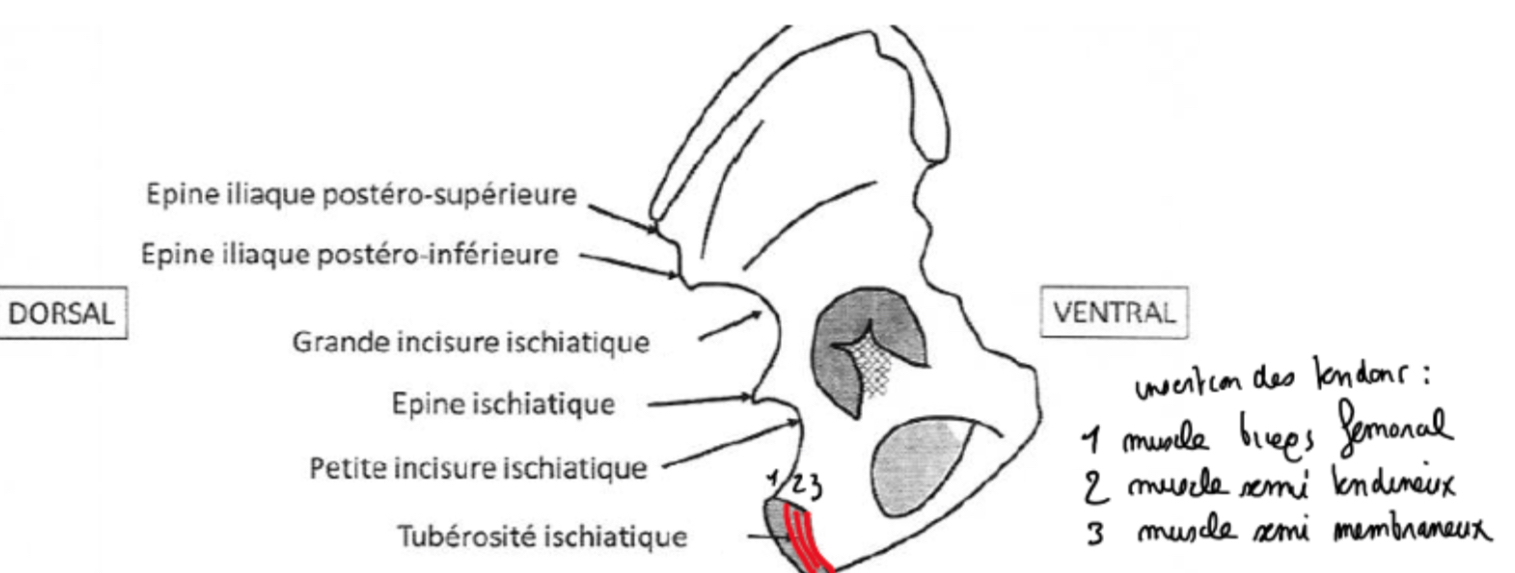 Epine iliaque postéro-supérieure
Epine iliaque postéro-inférieure
DORSAL
VENTRAL
Grande incisure ischiatique
Epine ischiatique
Petite incisure ischiatique
Tubérosité ischiatique
1 2 3
insertion des tendons :
1 muscle biceps femoral
2 muscle semi tendineux
3 muscle semi membraneux